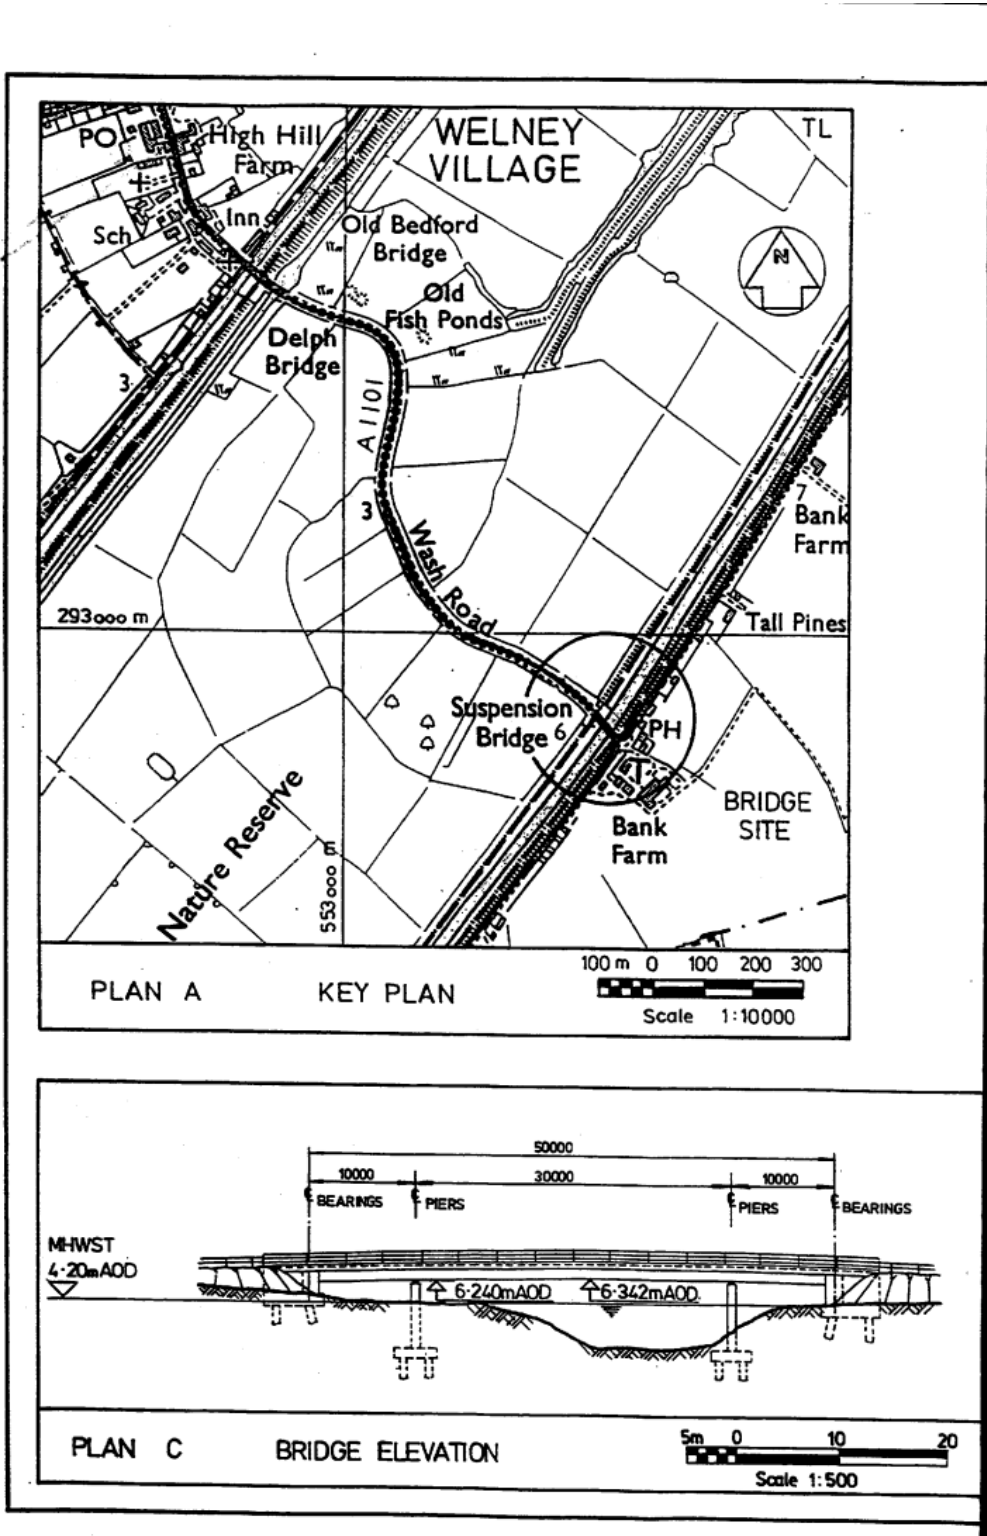 WELNEY
VILLAGE
TL
PO
High Hill
Farm
Inn
Sch
Old Bedford
Bridge
N
Old
Fish Ponds
Delph
Bridge
3
A1101
7
3
Bank
Farm
Wash Road
293000 m
Tall Pines
Suspension
Bridge 6
PH
T
BRIDGE
SITE
Bank
Farm
Nature Reserve
553000 E
PLAN A KEY PLAN
100 m 0 100 200 300
Scale 1:10000
50000
10000 30000 10000
℄ BEARINGS ℄ PIERS ℄ PIERS ℄ BEARINGS
MHWST
4·20mAOD
6·240mAOD 6·342mAOD
PLAN C BRIDGE ELEVATION
5m 0 10 20
Scale 1:500